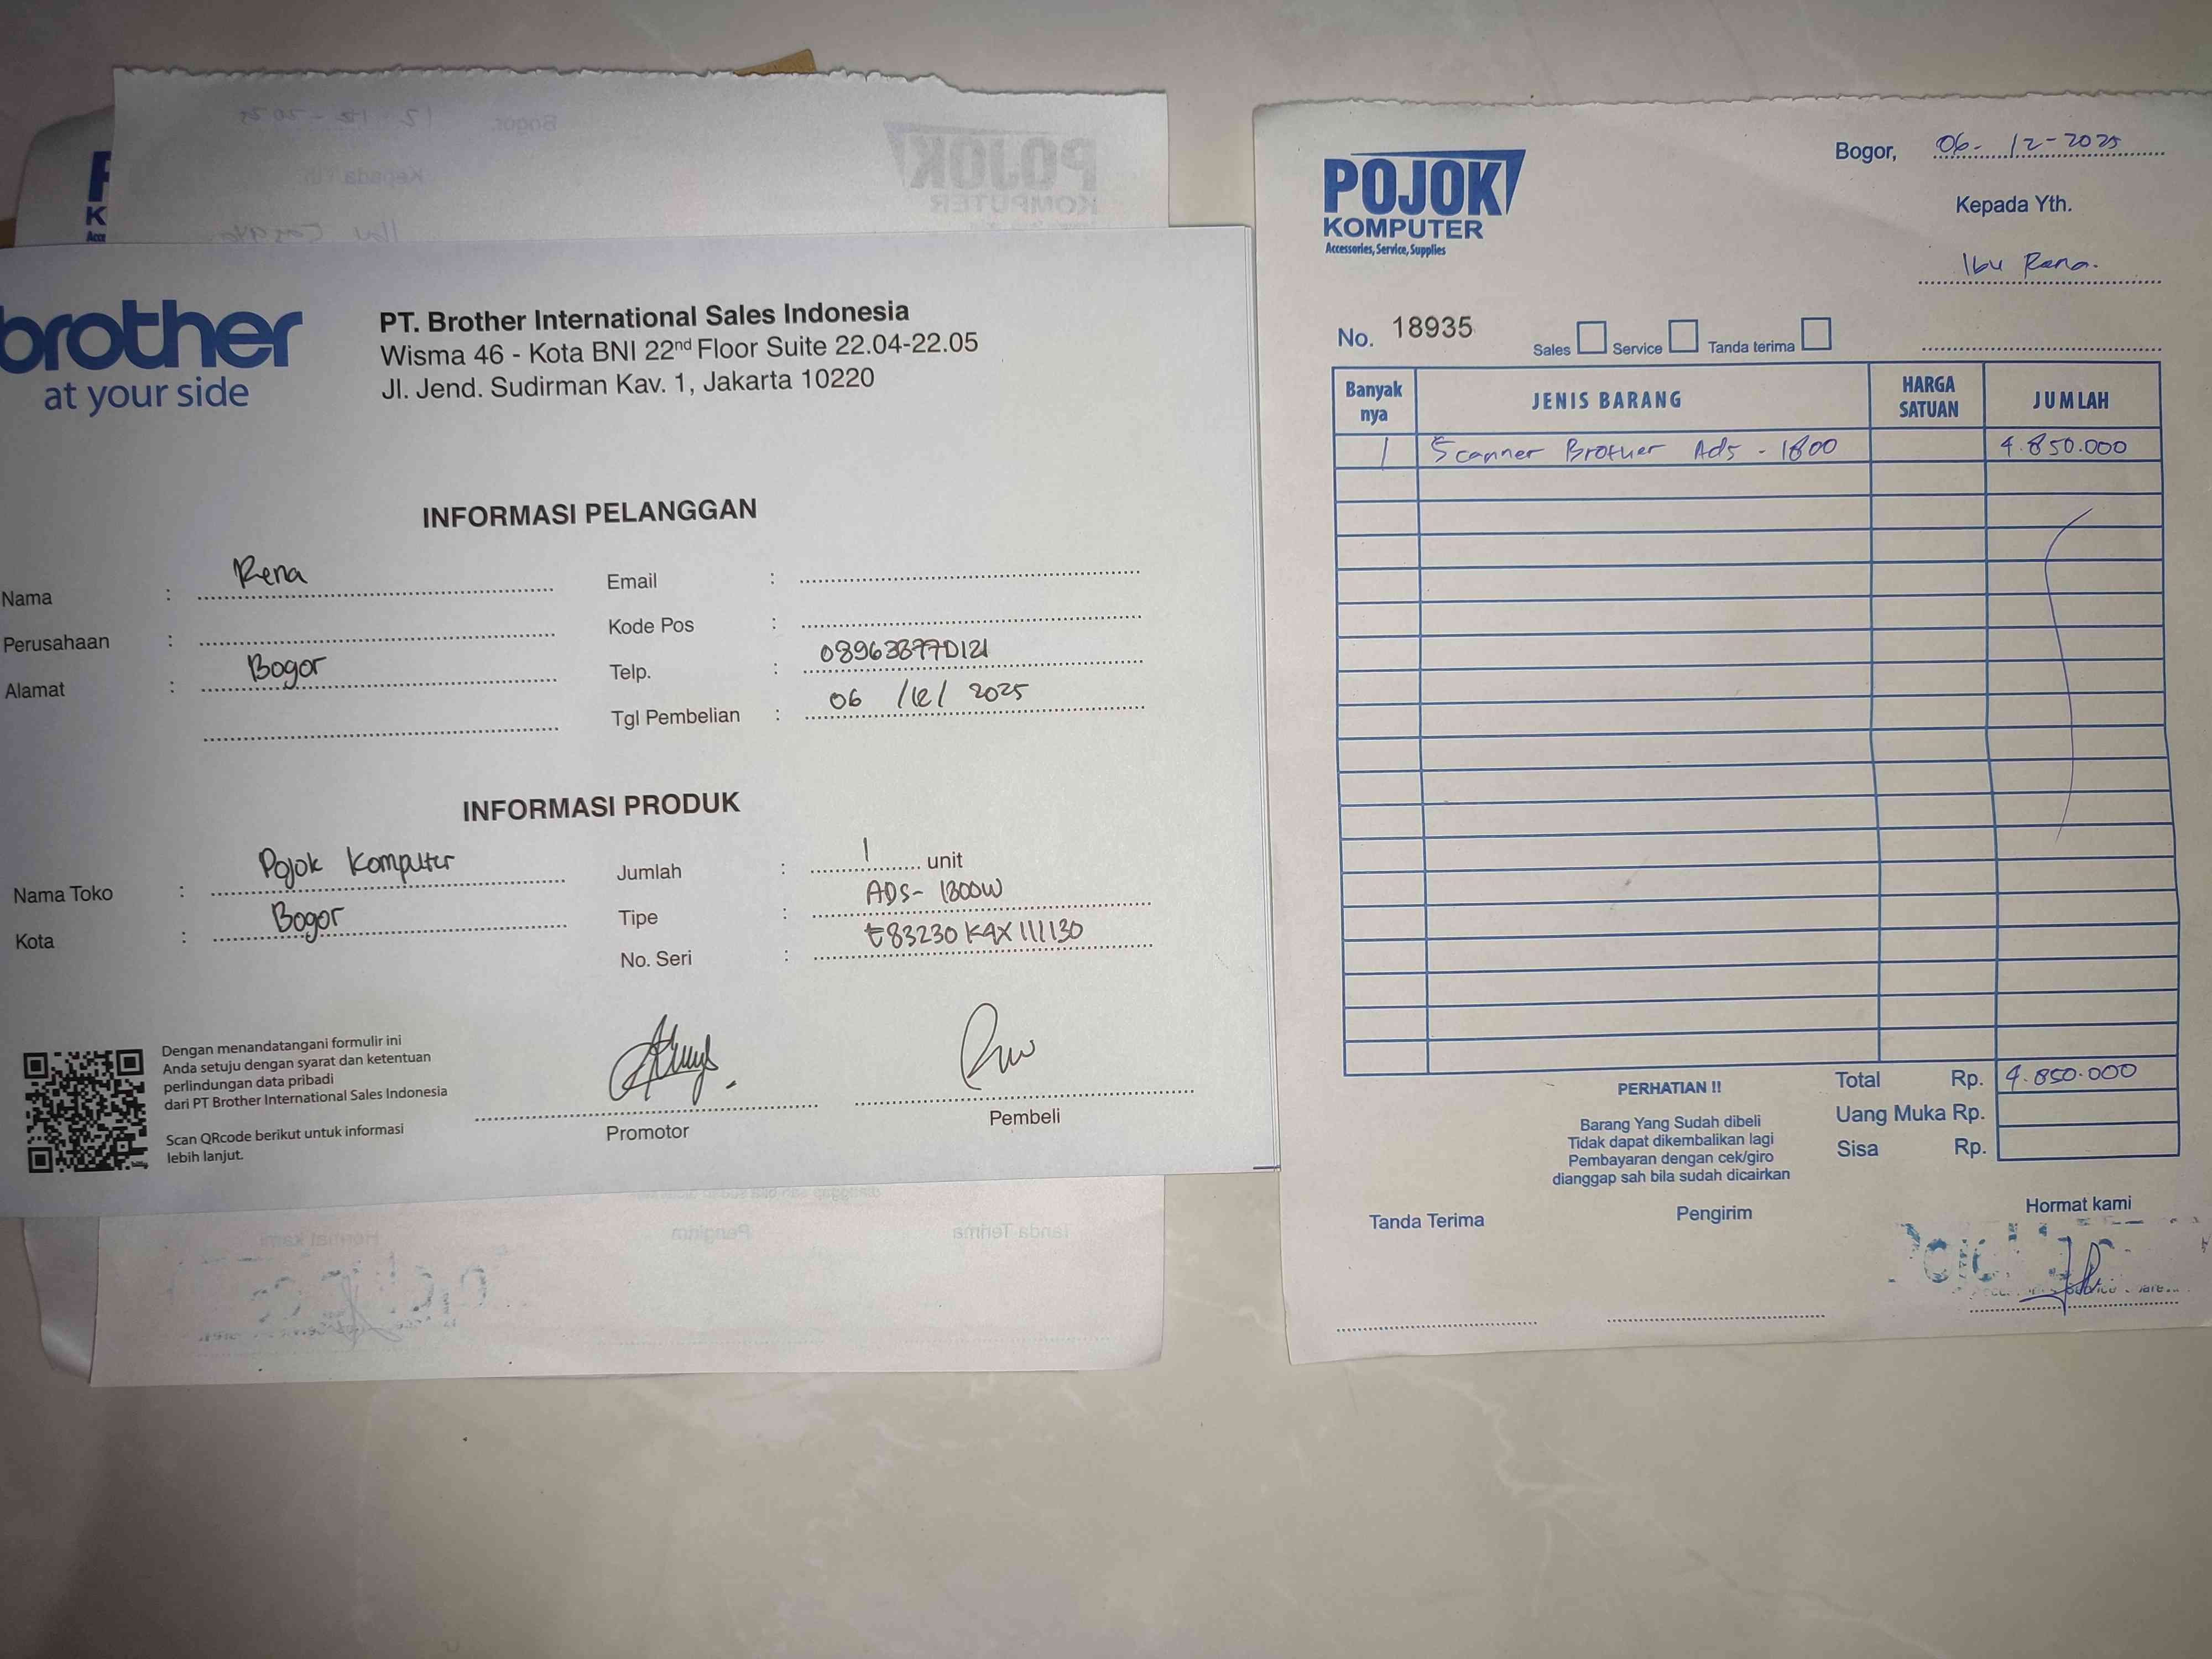 brother
at your side
PT. Brother International Sales Indonesia
Wisma 46 - Kota BNI 22nd Floor Suite 22.04-22.05
Jl. Jend. Sudirman Kav. 1, Jakarta 10220
INFORMASI PELANGGAN
Nama : Rena
Perusahaan :
Alamat : Bogor
Email :
Kode Pos :
Telp. : 089638770121
Tgl Pembelian : 06 /12/ 2025
INFORMASI PRODUK
Nama Toko : Pojok Komputer
Kota : Bogor
Jumlah : 1 unit
Tipe : ADS-1800W
No. Seri : E83230K4X111130
Dengan menandatangani formulir ini
Anda setuju dengan syarat dan ketentuan
perlindungan data pribadi
dari PT Brother International Sales Indonesia
Scan QRcode berikut untuk informasi
lebih lanjut.
Promotor
Pembeli
POJOK
KOMPUTER
Accessories, Service, Supplies
Bogor, 06-12-2025
Kepada Yth.
Ibu Rena.
No. 18935
Sales Service Tanda terima
Banyak nya JENIS BARANG HARGA SATUAN JUMLAH
1 Scanner Brother Ads - 1800 4.850.000
Total Rp. 4.850.000
Uang Muka Rp.
Sisa Rp.
PERHATIAN !!
Barang Yang Sudah dibeli
Tidak dapat dikembalikan lagi
Pembayaran dengan cek/giro
dianggap sah bila sudah dicairkan
Tanda Terima
Pengirim
Hormat kami